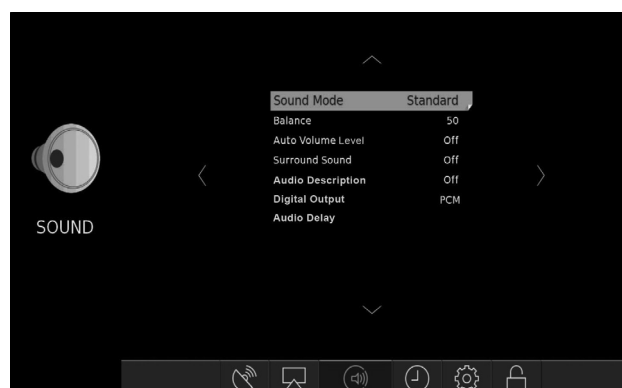 Sound Mode Standard
Balance 50
Auto Volume Level Off
Surround Sound Off
Audio Description Off
Digital Output PCM
Audio Delay
SOUND